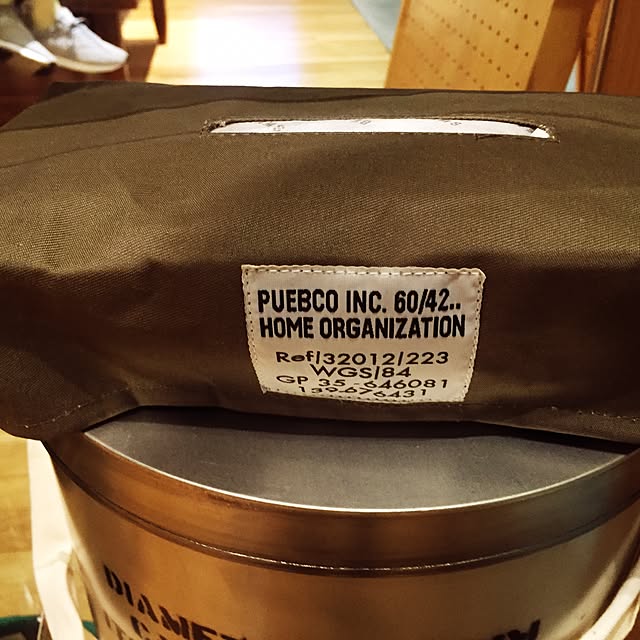 PUEBCO INC. 60/42..
HOME ORGANIZATION
Ref/32012/223
WGS/84
GP 35. 646081